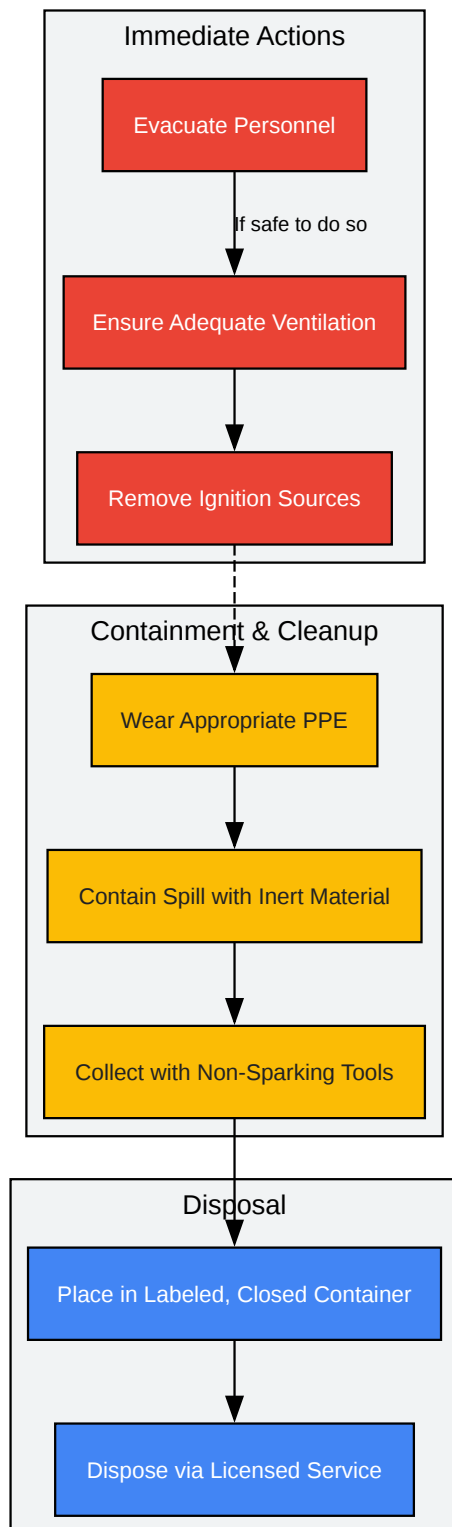 Immediate Actions
Evacuate Personnel
If safe to do so
Ensure Adequate Ventilation
Remove Ignition Sources
Containment & Cleanup
Wear Appropriate PPE
Contain Spill with Inert Material
Collect with Non-Sparking Tools
Disposal
Place in Labeled, Closed Container
Dispose via Licensed Service